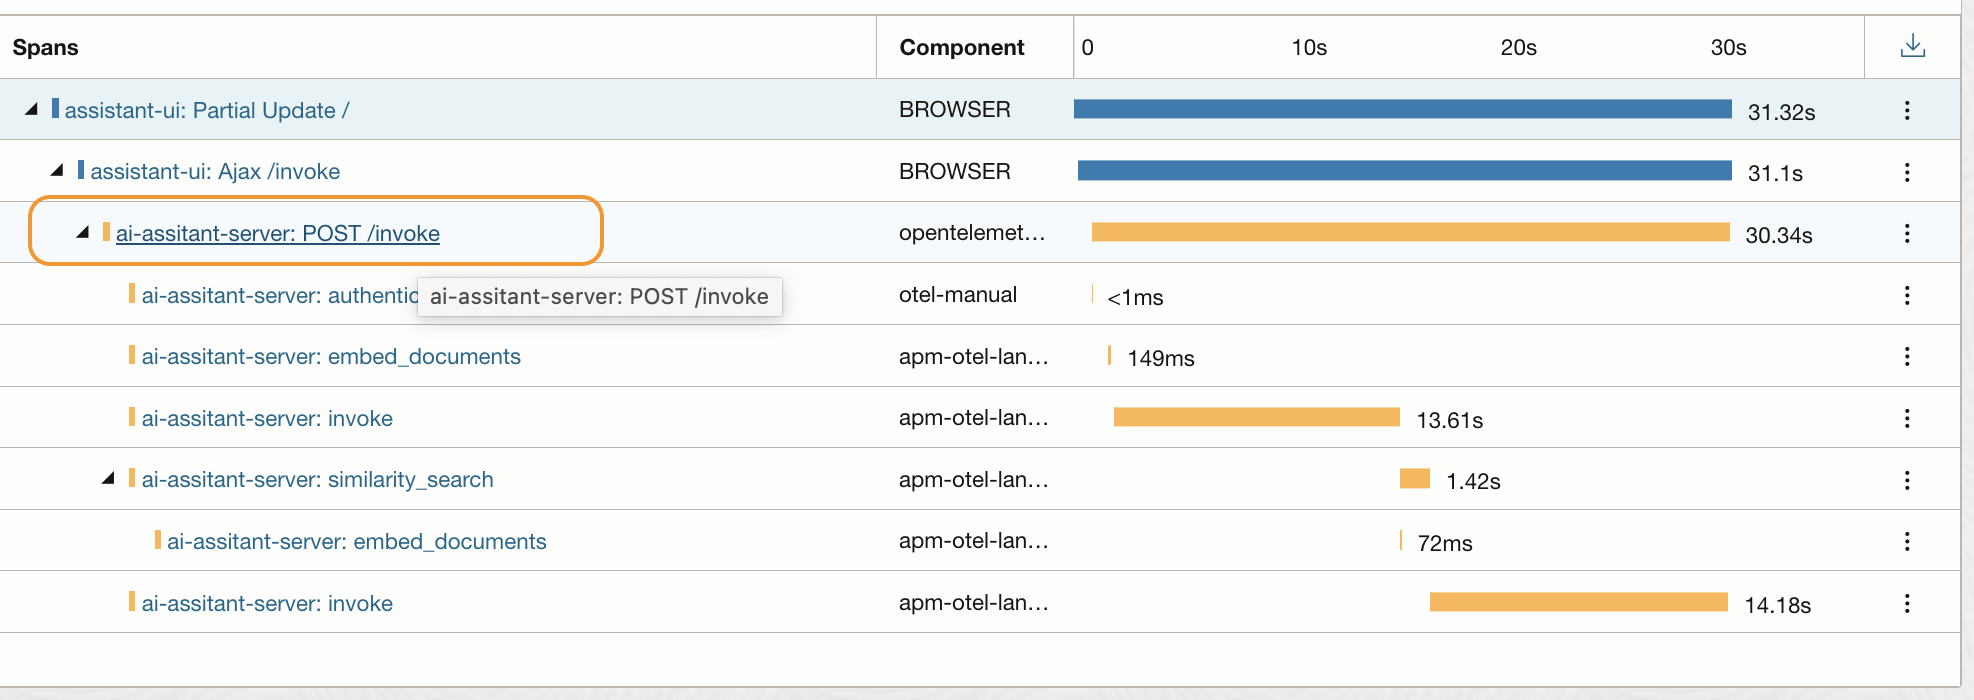 Spans Component 0 10s 20s 30s
assistant-ui: Partial Update / BROWSER 31.32s
assistant-ui: Ajax /invoke BROWSER 31.1s
ai-assitant-server: POST /invoke opentelemet... 30.34s
ai-assitant-server: authentic otel-manual <1ms
ai-assitant-server: POST /invoke
ai-assitant-server: embed_documents apm-otel-lan... 149ms
ai-assitant-server: invoke apm-otel-lan... 13.61s
ai-assitant-server: similarity_search apm-otel-lan... 1.42s
ai-assitant-server: embed_documents apm-otel-lan... 72ms
ai-assitant-server: invoke apm-otel-lan... 14.18s